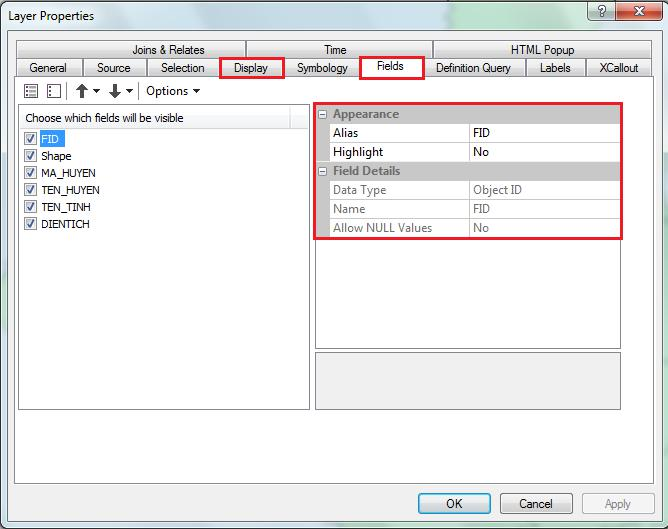 Layer Properties
Joins & Relates Time HTML Popup
General Source Selection Display Symbology Fields Definition Query Labels XCallout
Options
Choose which fields will be visible
FID
Shape
MA_HUYEN
TEN_HUYEN
TEN_TINH
DIENTICH
Appearance
Alias FID
Highlight No
Field Details
Data Type Object ID
Name FID
Allow NULL Values No
OK Cancel Apply